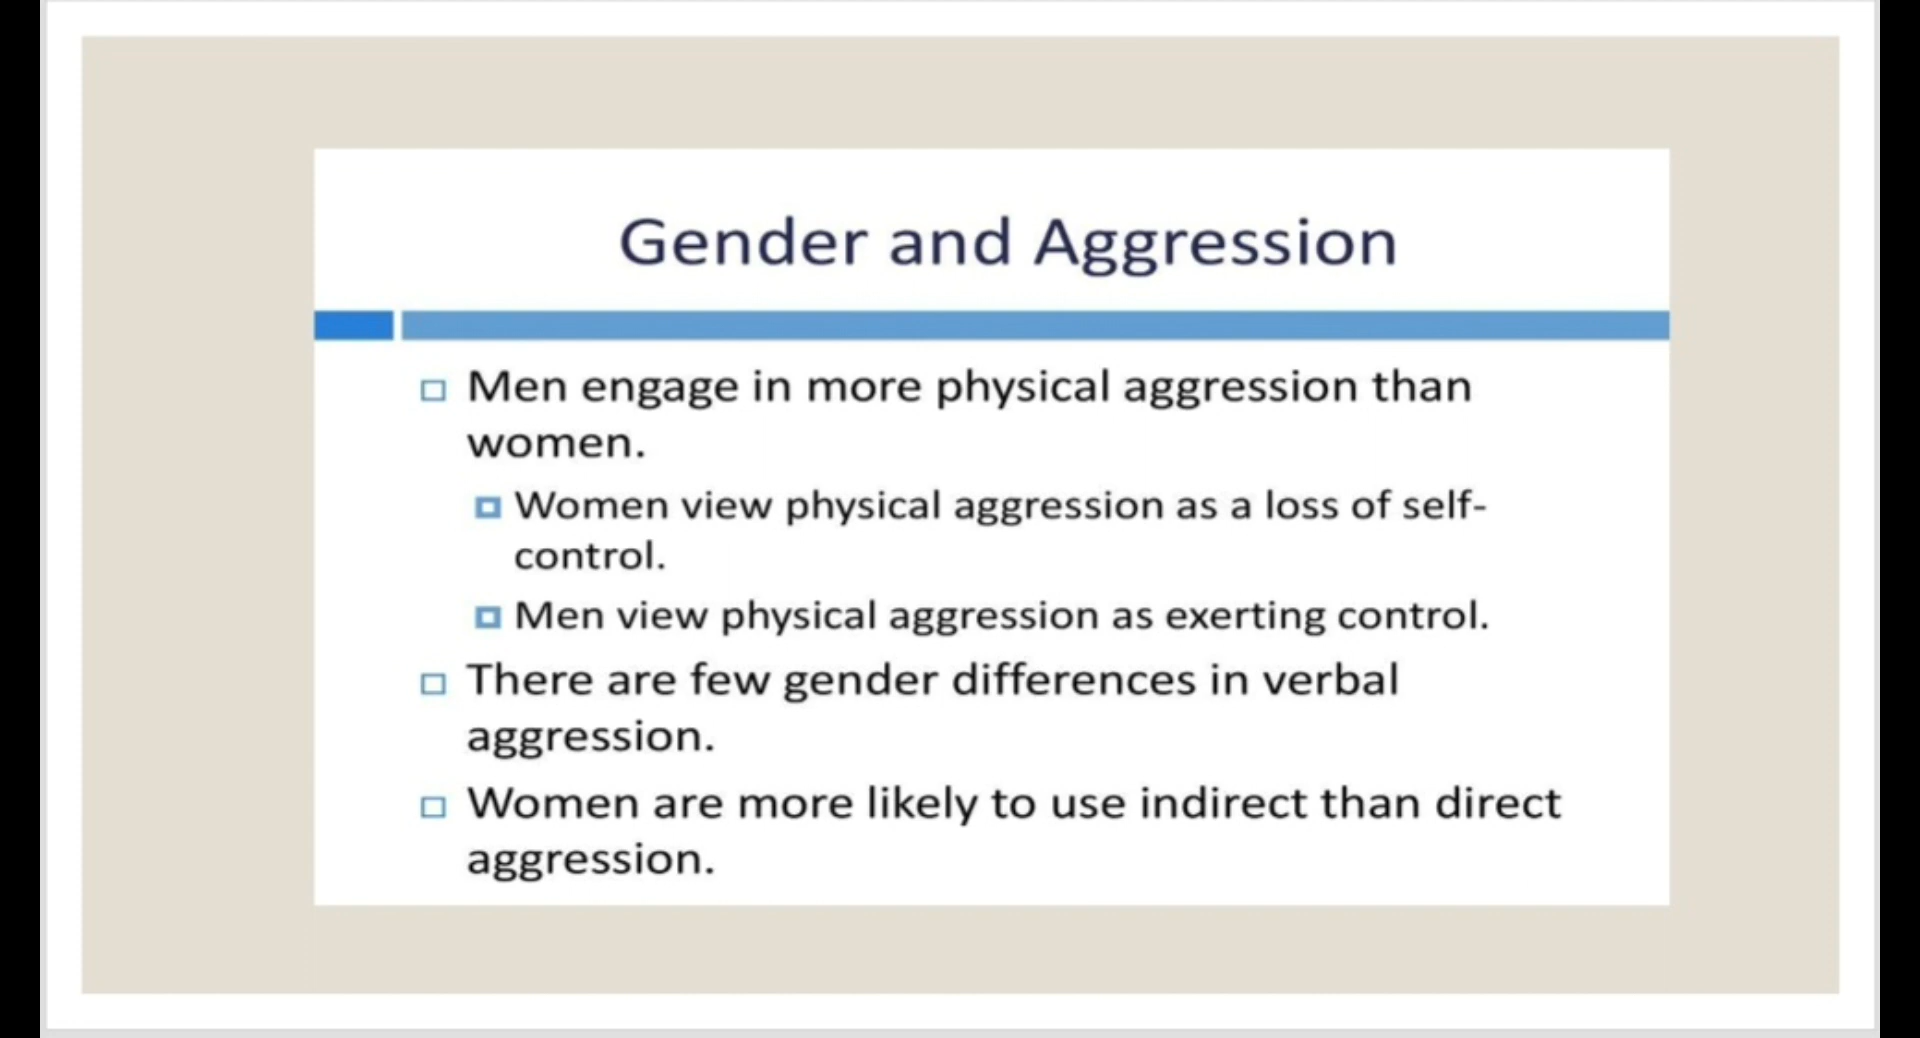 Gender and Aggression
Men engage in more physical aggression than
women.
Women view physical aggression as a loss of self-
control.
Men view physical aggression as exerting control.
There are few gender differences in verbal
aggression.
Women are more likely to use indirect than direct
aggression.